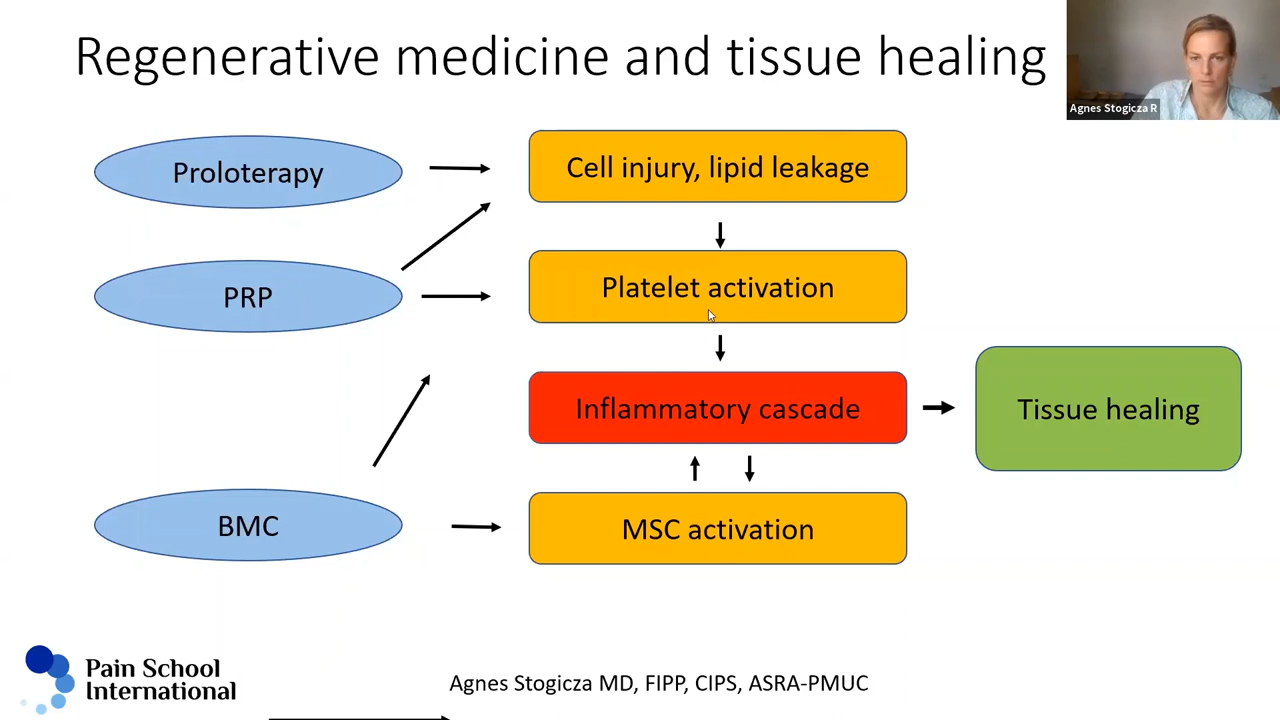 Regenerative medicine and tissue healing
Agnes Stogicza R
Proloterapy
Cell injury, lipid leakage
PRP
Platelet activation
Inflammatory cascade
Tissue healing
BMC
MSC activation
Pain School
International
Agnes Stogicza MD, FIPP, CIPS, ASRA-PMUC